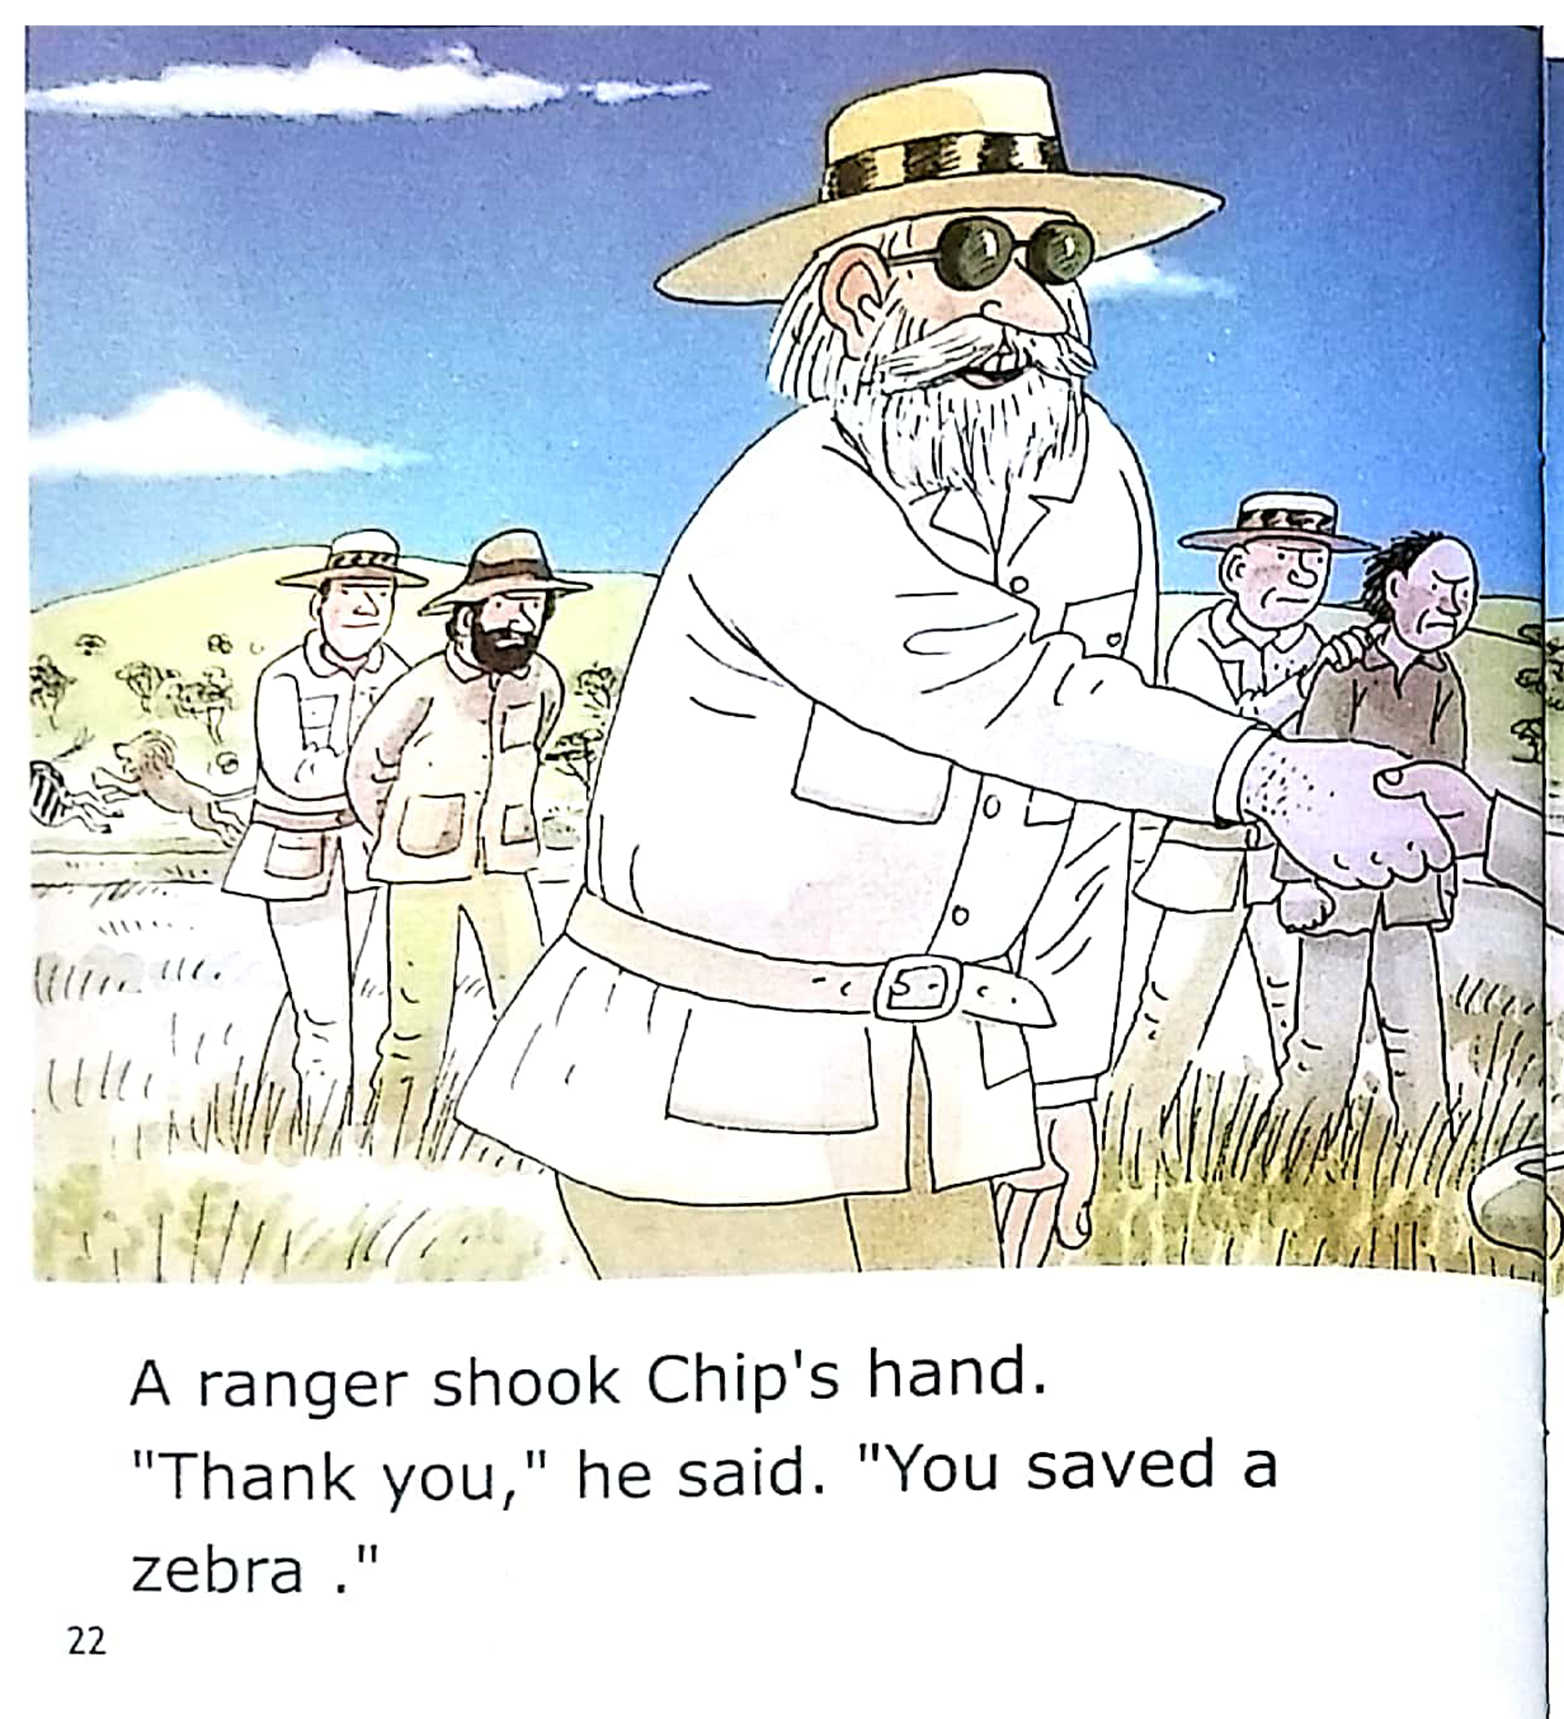 A ranger shook Chip's hand.
"Thank you," he said. "You saved a
zebra ."
22